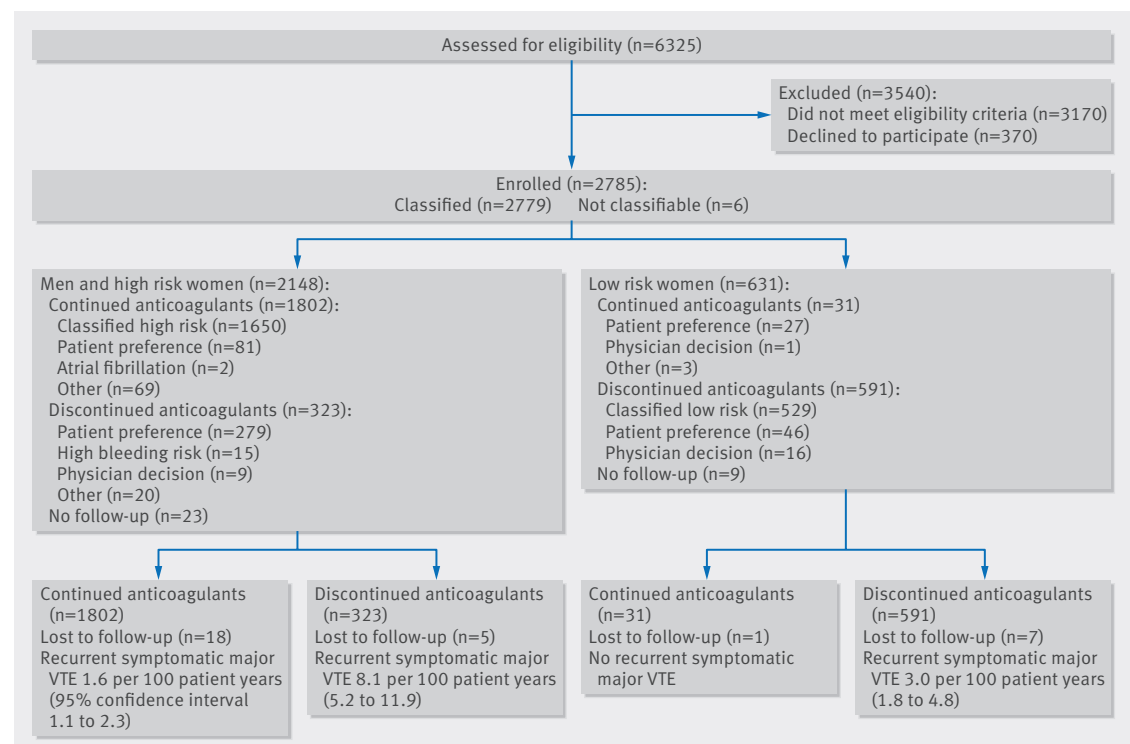 Assessed for eligibility (n=6325)
Excluded (n=3540):
Did not meet eligibility criteria (n=3170)
Declined to participate (n=370)
Enrolled (n=2785):
Classified (n=2779) Not classifiable (n=6)
Men and high risk women (n=2148):
Continued anticoagulants (n=1802):
Classified high risk (n=1650)
Patient preference (n=81)
Atrial fibrillation (n=2)
Other (n=69)
Discontinued anticoagulants (n=323):
Patient preference (n=279)
High bleeding risk (n=15)
Physician decision (n=9)
Other (n=20)
No follow-up (n=23)
Low risk women (n=631):
Continued anticoagulants (n=31)
Patient preference (n=27)
Physician decision (n=1)
Other (n=3)
Discontinued anticoagulants (n=591):
Classified low risk (n=529)
Patient preference (n=46)
Physician decision (n=16)
No follow-up (n=9)
Continued anticoagulants
(n=1802)
Lost to follow-up (n=18)
Recurrent symptomatic major
VTE 1.6 per 100 patient years
(95% confidence interval
1.1 to 2.3)
Discontinued anticoagulants
(n=323)
Lost to follow-up (n=5)
Recurrent symptomatic major
VTE 8.1 per 100 patient years
(5.2 to 11.9)
Continued anticoagulants
(n=31)
Lost to follow-up (n=1)
No recurrent symptomatic
major VTE
Discontinued anticoagulants
(n=591)
Lost to follow-up (n=7)
Recurrent symptomatic major
VTE 3.0 per 100 patient years
(1.8 to 4.8)